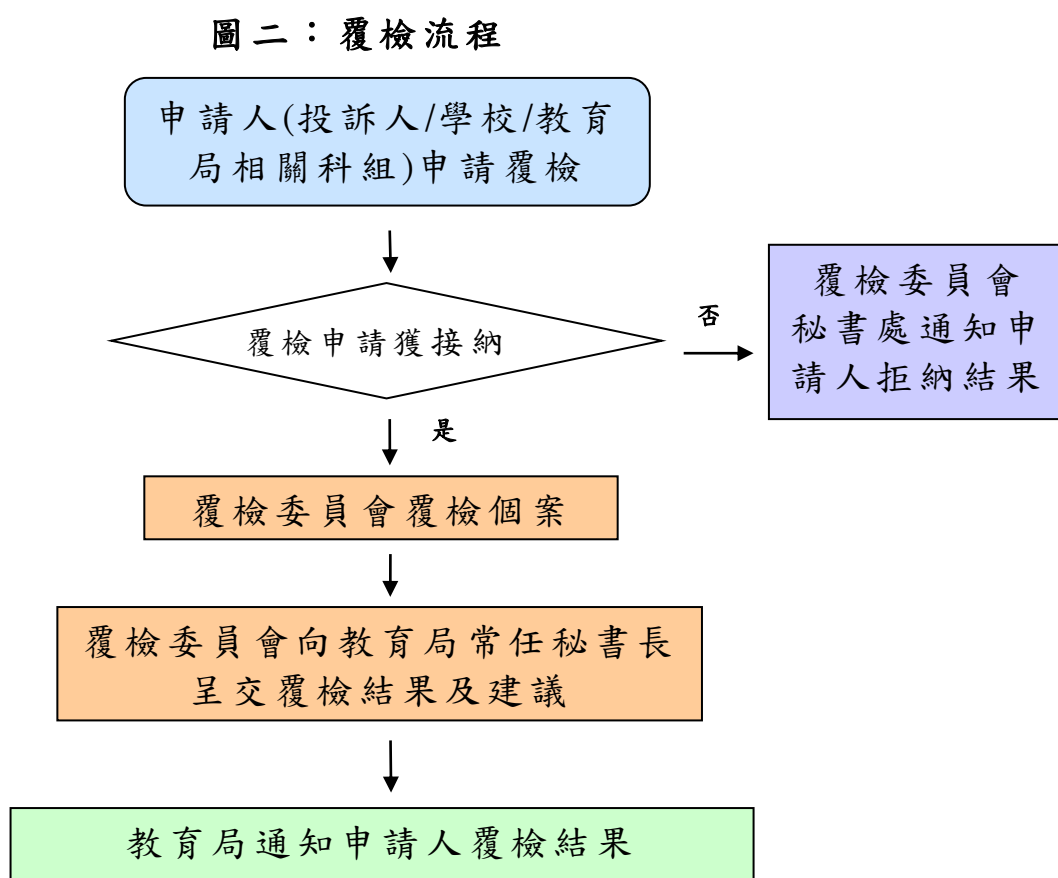 圖二：覆檢流程
申請人(投訴人/學校/教育
局相關科組)申請覆檢
覆檢申請獲接納
否
覆檢委員會
秘書處通知申
請人拒納結果
是
覆檢委員會覆檢個案
覆檢委員會向教育局常任秘書長
呈交覆檢結果及建議
教育局通知申請人覆檢結果